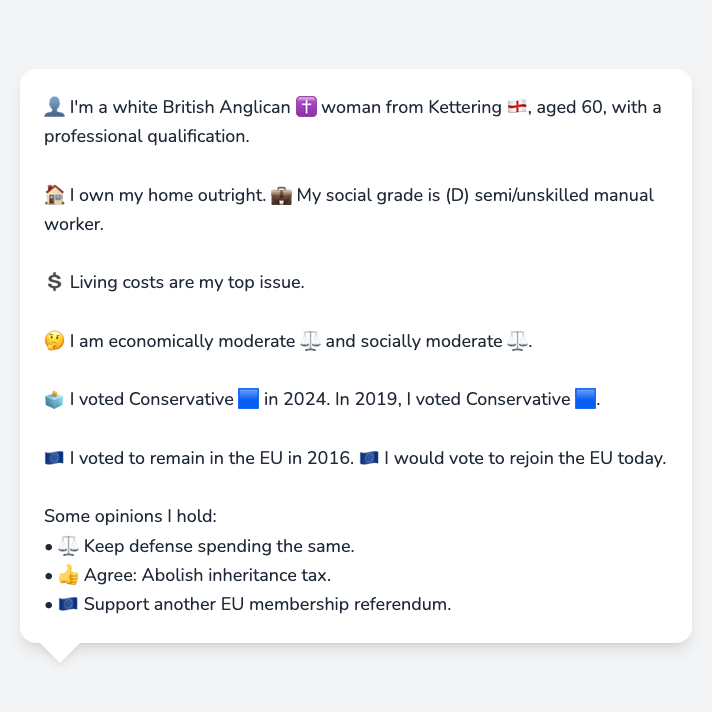 👤 I'm a white British Anglican ✝️ woman from Kettering 🏴󠁧󠁢󠁥󠁮󠁧󠁿, aged 60, with a
professional qualification.
🏠 I own my home outright. 💼 My social grade is (D) semi/unskilled manual
worker.
💲 Living costs are my top issue.
🤔 I am economically moderate ⚖️ and socially moderate ⚖️.
🗳️ I voted Conservative 🟦 in 2024. In 2019, I voted Conservative 🟦.
🇪🇺 I voted to remain in the EU in 2016. 🇪🇺 I would vote to rejoin the EU today.
Some opinions I hold:
• ⚖️ Keep defense spending the same.
• 👍 Agree: Abolish inheritance tax.
• 🇪🇺 Support another EU membership referendum.